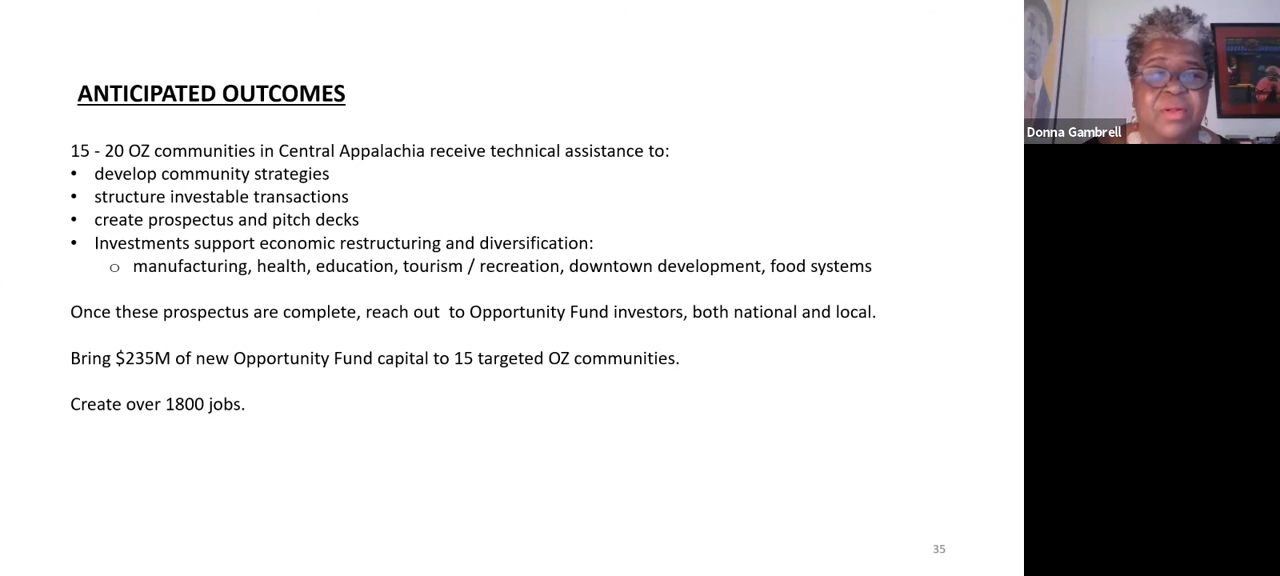 ANTICIPATED OUTCOMES
15 - 20 OZ communities in Central Appalachia receive technical assistance to:
• develop community strategies
• structure investable transactions
• create prospectus and pitch decks
• Investments support economic restructuring and diversification:
o manufacturing, health, education, tourism / recreation, downtown development, food systems
Once these prospectus are complete, reach out  to Opportunity Fund investors, both national and local.
Bring $235M of new Opportunity Fund capital to 15 targeted OZ communities.
Create over 1800 jobs.
35
Donna Gambrell